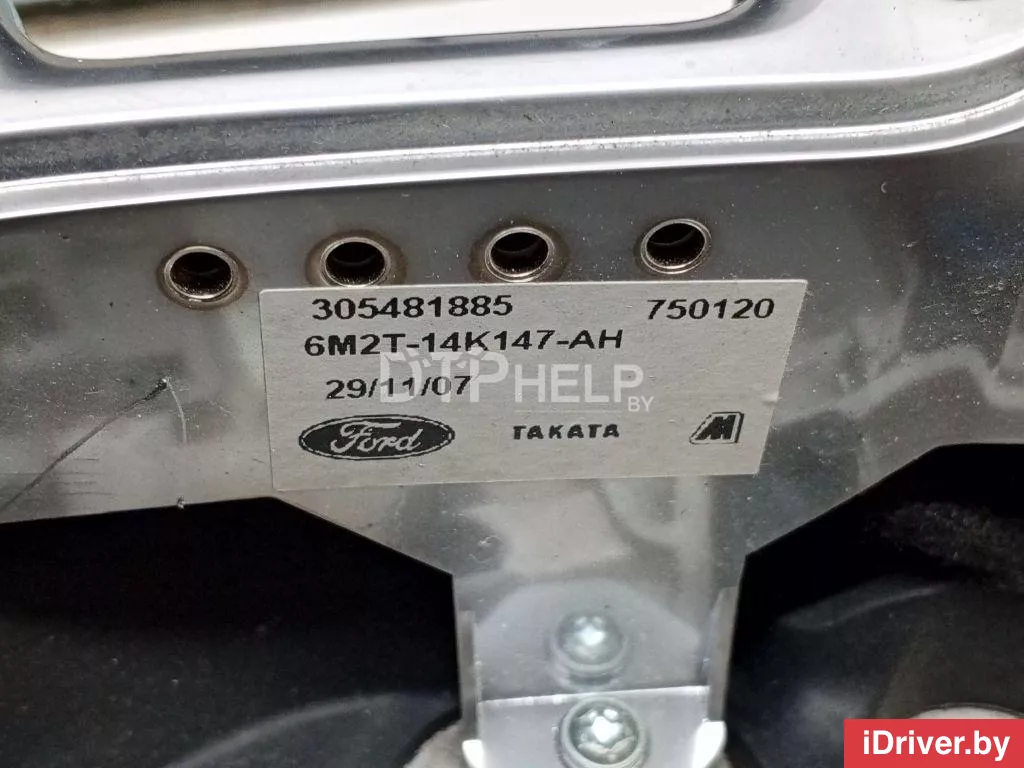 305481885 750120
6M2T-14K147-AH
29/11/07
DTPHELP
BY
Ford TAKATA
iDriver.by